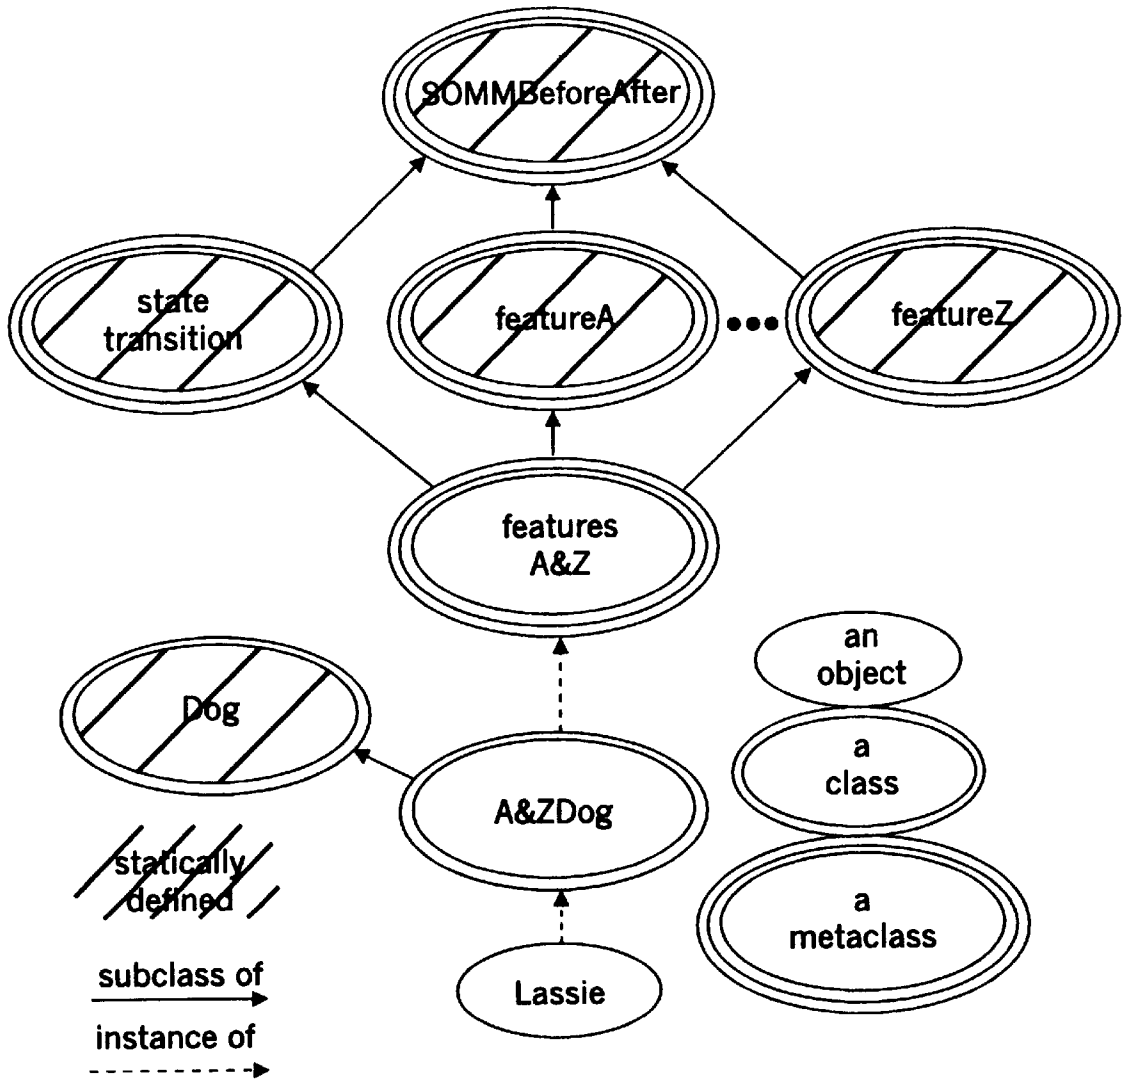 SOMMBeforeAfter
state
transition
featureA
featureZ
features
A&Z
Dog
A&ZDog
Lassie
an
object
a
class
a
metaclass
statically
defined
subclass of
instance of